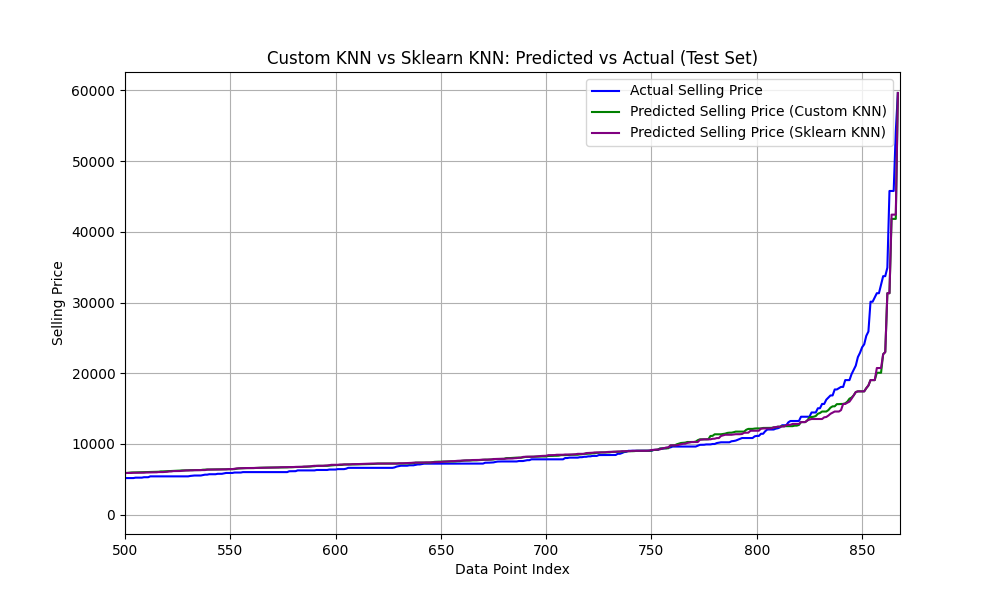 Custom KNN vs Sklearn KNN: Predicted vs Actual (Test Set)
Actual Selling Price
Predicted Selling Price (Custom KNN)
Predicted Selling Price (Sklearn KNN)
Selling Price
60000
50000
40000
30000
20000
10000
0
500 550 600 650 700 750 800 850
Data Point Index